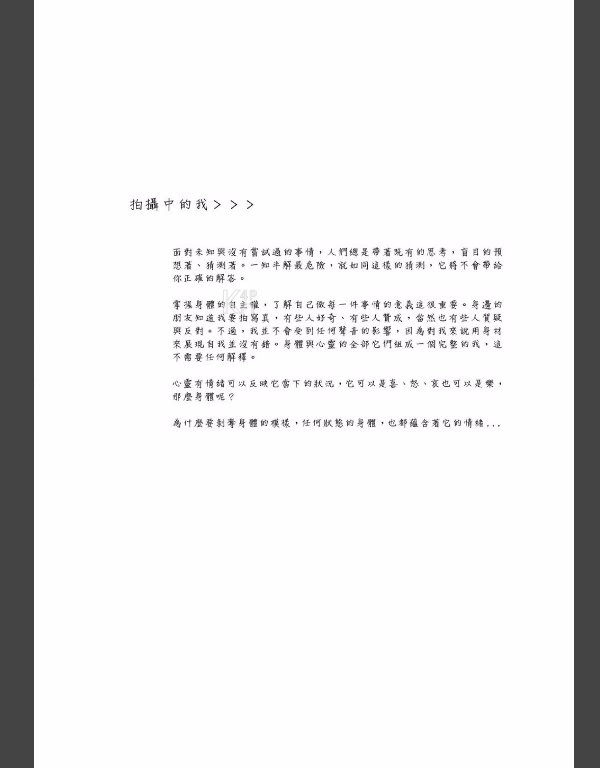 拍攝中的我＞＞＞
面對未知與沒有嘗試過的事情，人們總是帶著既有的思考，盲目的預
想著、猜測著。一知半解最危險，就如同這樣的猜測，它將不會帶給
你正確的解答。
掌握身體的自主權，了解自己做每一件事情的意義這很重要。身邊的
朋友知道我要拍寫真，有些人好奇、有些人贊成，當然也有些人質疑
與反對。不過，我並不會受到任何聲音的影響，因為對我來說用身材
來展現自我並沒有錯。身體與心靈的全部它們組成一個完整的我，這
不需要任何解釋。
心靈有情緒可以反映它當下的狀況，它可以是喜、怒、哀也可以是樂，
那麼身體呢？
為什麼要剝奪身體的模樣，任何狀態的身體，也都蘊含著它的情緒...